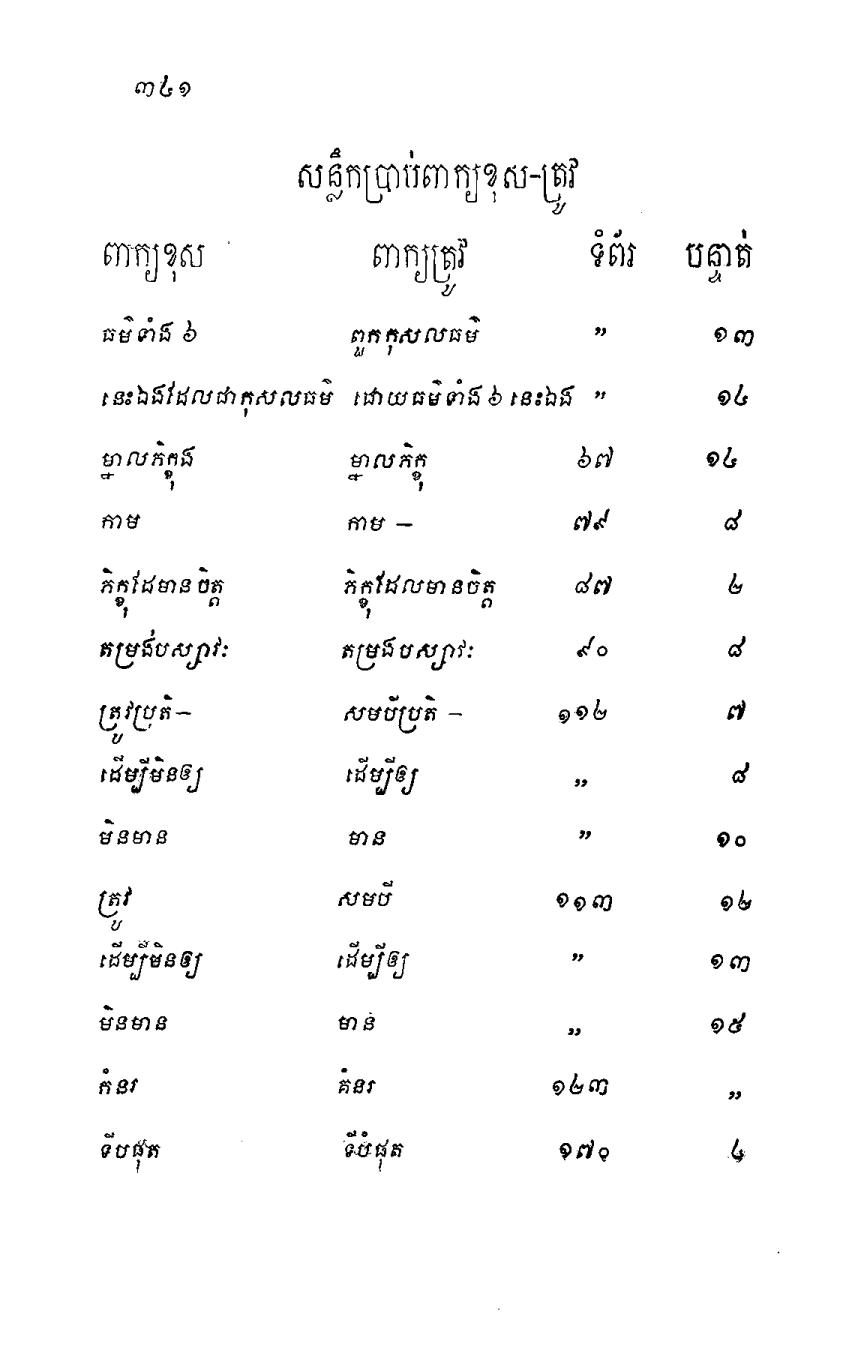 ៣៤១
សន្លឹកប្រាប់ពាក្យខុស-ត្រូវ
ពាក្យខុស ពាក្យត្រូវ ទំព័រ បន្ទាត់
ធម៌ទាំង ៦ ពួកកុសលធម៌ ” ១៣
នេះឯងដែលជាកុសលធម៌ ដោយធម៌ទាំង ៦ នេះឯង ” ១៤
ម្នាលភិក្ខុង ម្នាលភិក្ខុ ៦៧ ១៤
កាម កាម – ៧៩ ៨
ភិក្ខុដែមានចិត្ត ភិក្ខុដែលមានចិត្ត ៨៧ ២
តម្រង់បស្សាវៈ តម្រងបស្សាវៈ ៩០ ៨
ត្រូវប្រតិ– សមបីប្រតិ – ១១២ ៧
ដើម្បីមិនឲ្យ ដើម្បីឲ្យ ” ៨
មិនមាន មាន ” ១០
ត្រូវ សមបី ១១៣ ១២
ដើម្បីមិនឲ្យ ដើម្បីឲ្យ ” ១៣
មិនមាន មាន ” ១៥
កំនរ គំនរ ១២៣ ”
ទីបផុត ទីបំផុត ១៧០ ៤